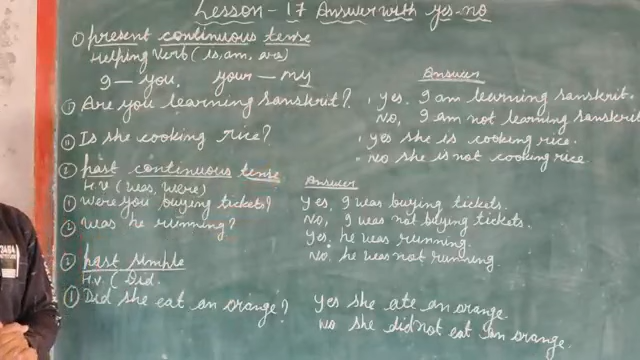 Lesson - 17 Answer with yes-no
① present continuous tense
Helping Verb (is, am, are)
I — you, your — my
Answer
① Are you learning sanskrit? , yes, I am learning sanskrit.
No, I am not learning sanskrit
② Is she cooking rice? , yes she is cooking rice.
No she is not cooking rice
② past continuous tense
H.V (was, were)
Answer
① Were you buying tickets? Yes, I was buying tickets.
No, I was not buying tickets.
② Was he running? Yes, he was running.
No, he was not running.
③ past simple
H.V. ( Did.
① Did she eat an orange? Yes she ate an orange.
No she did not eat an orange.